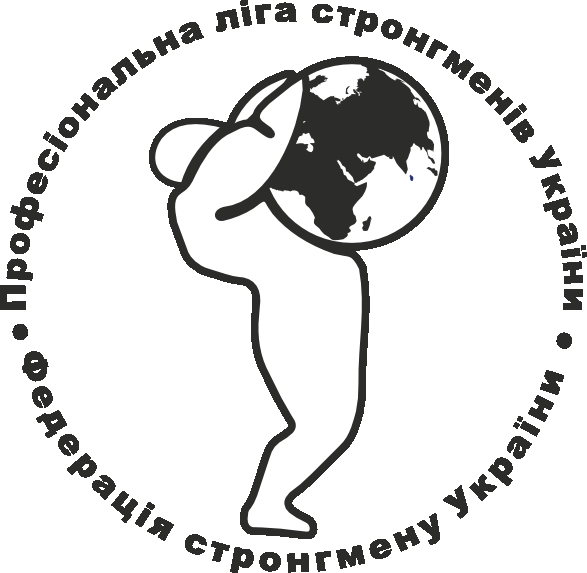 Професіональна ліга стронгменів України
• Федерація стронгмену України •